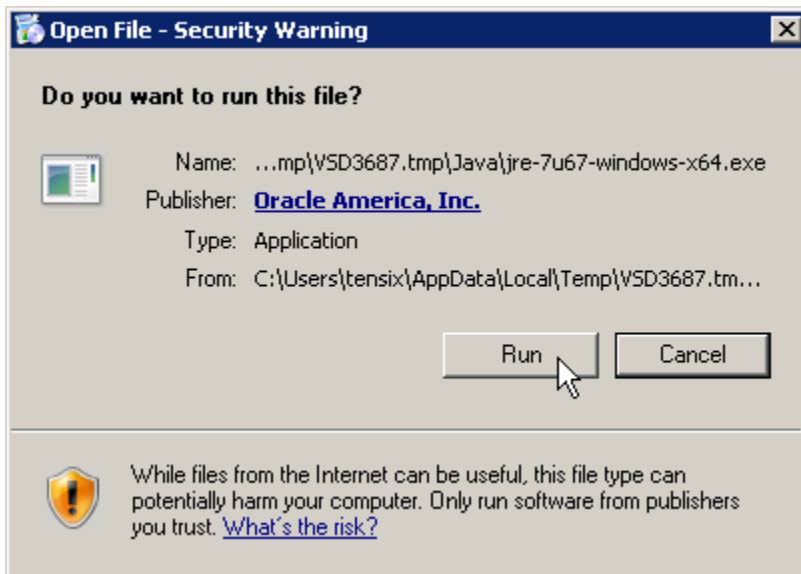 Open File - Security Warning
Do you want to run this file?
Name: ...mp\VSD3687.tmp\Java\jre-7u67-windows-x64.exe
Publisher: Oracle America, Inc.
Type: Application
From: C:\Users\tensix\AppData\Local\Temp\VSD3687.tm...
Run Cancel
While files from the Internet can be useful, this file type can
potentially harm your computer. Only run software from publishers
you trust. What's the risk?